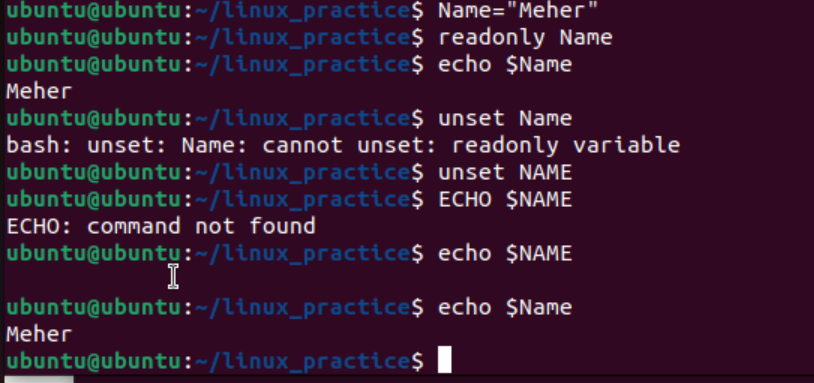 ubuntu@ubuntu:~/linux_practice$ Name="Meher"
ubuntu@ubuntu:~/linux_practice$ readonly Name
ubuntu@ubuntu:~/linux_practice$ echo $Name
Meher
ubuntu@ubuntu:~/linux_practice$ unset Name
bash: unset: Name: cannot unset: readonly variable
ubuntu@ubuntu:~/linux_practice$ unset NAME
ubuntu@ubuntu:~/linux_practice$ ECHO $NAME
ECHO: command not found
ubuntu@ubuntu:~/linux_practice$ echo $NAME
ubuntu@ubuntu:~/linux_practice$ echo $Name
Meher
ubuntu@ubuntu:~/linux_practice$